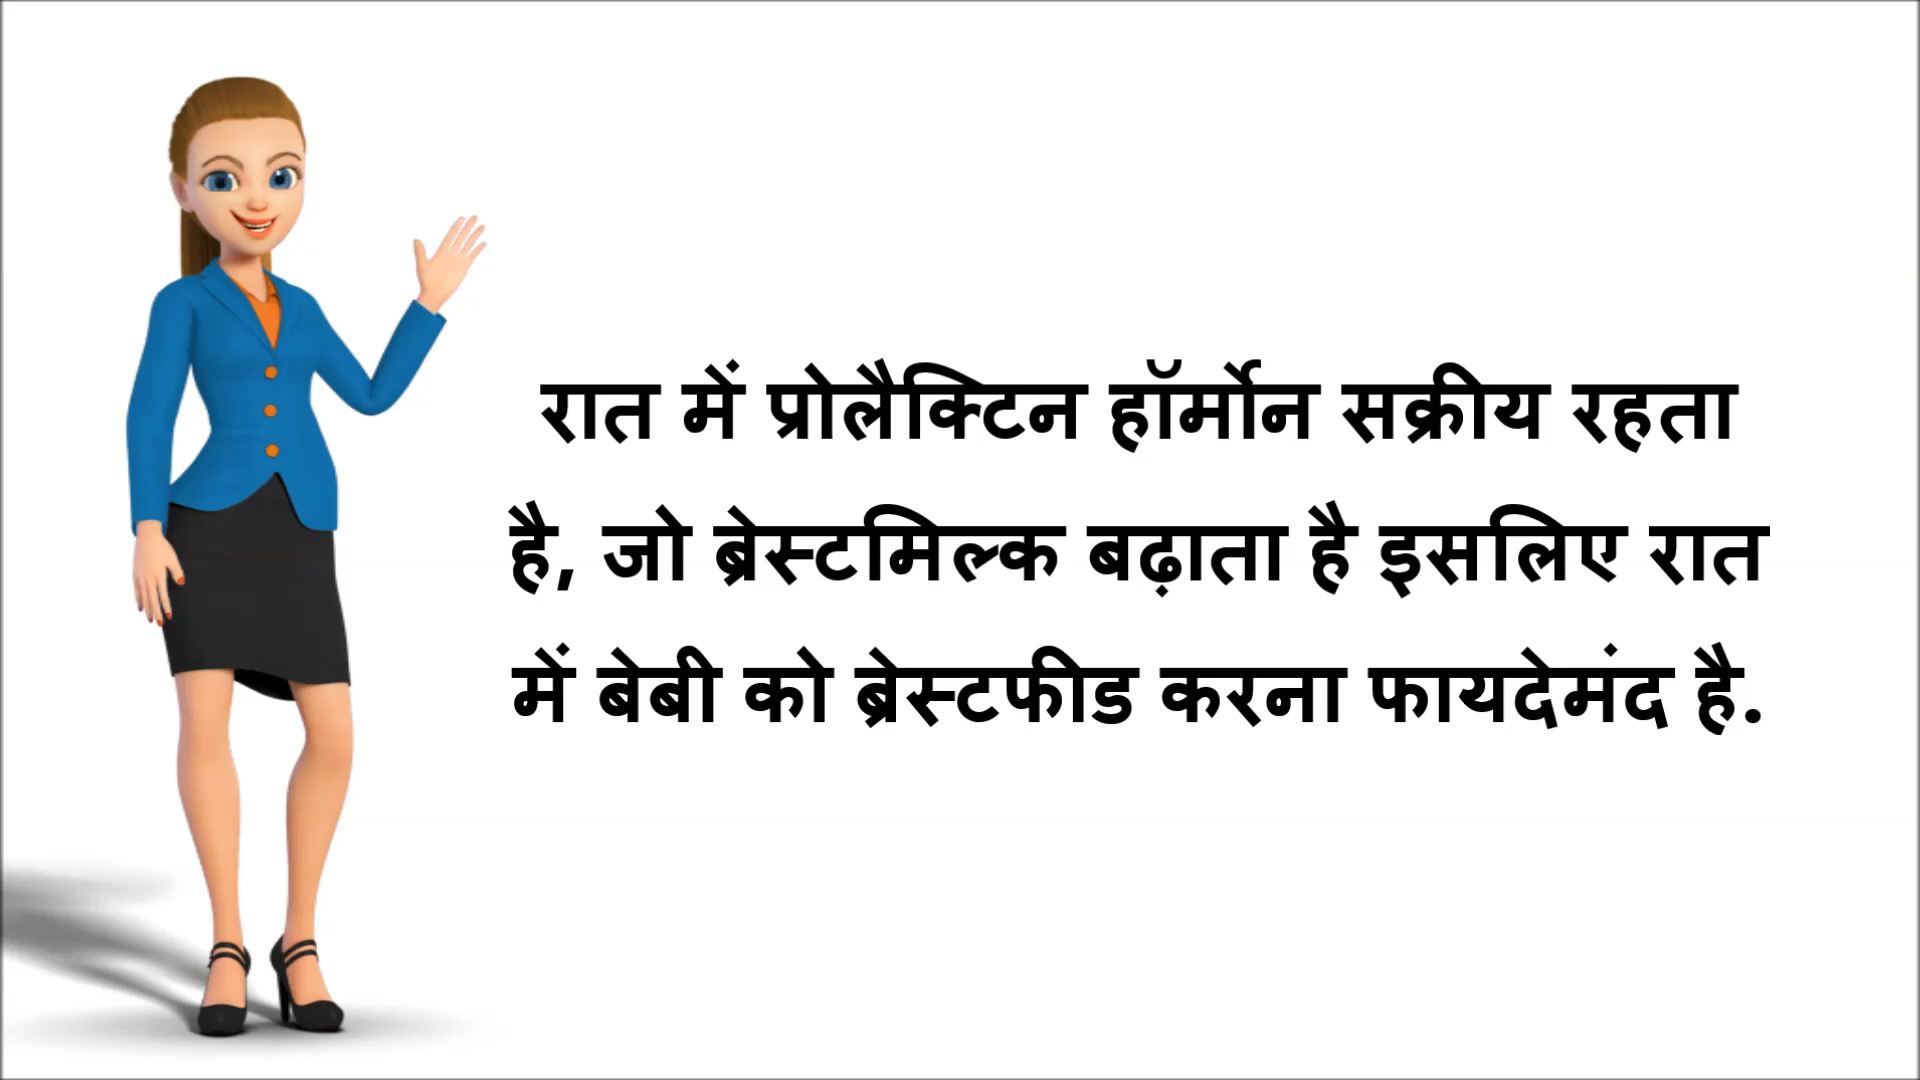 रात में प्रोलैक्टिन हॉर्मोन सक्रीय रहता
है, जो ब्रेस्टमिल्क बढ़ाता है इसलिए रात
में बेबी को ब्रेस्टफीड करना फायदेमंद है.